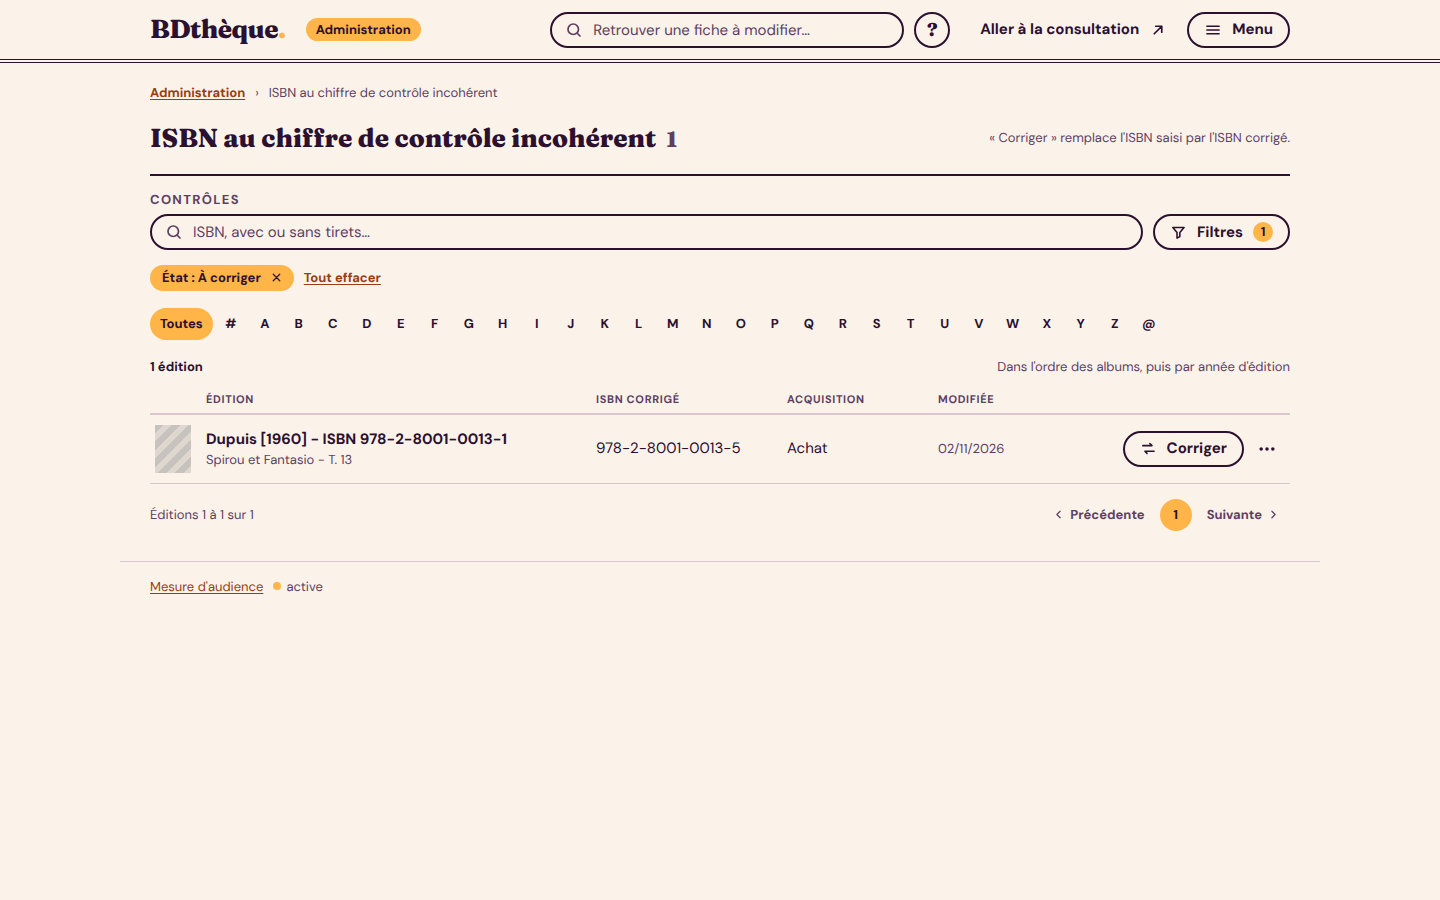 BDthèque.
Administration
Retrouver une fiche à modifier...
?
Aller à la consultation
Menu
Administration › ISBN au chiffre de contrôle incohérent
ISBN au chiffre de contrôle incohérent 1
« Corriger » remplace l'ISBN saisi par l'ISBN corrigé.
CONTRÔLES
ISBN, avec ou sans tirets...
Filtres 1
État : À corriger ×
Tout effacer
Toutes # A B C D E F G H I J K L M N O P Q R S T U V W X Y Z @
1 édition
Dans l'ordre des albums, puis par année d'édition
ÉDITION ISBN CORRIGÉ ACQUISITION MODIFIÉE
Dupuis [1960] - ISBN 978-2-8001-0013-1
Spirou et Fantasio - T. 13
978-2-8001-0013-5
Achat
02/11/2026
Corriger
Éditions 1 à 1 sur 1
Précédente 1 Suivante
Mesure d'audience active